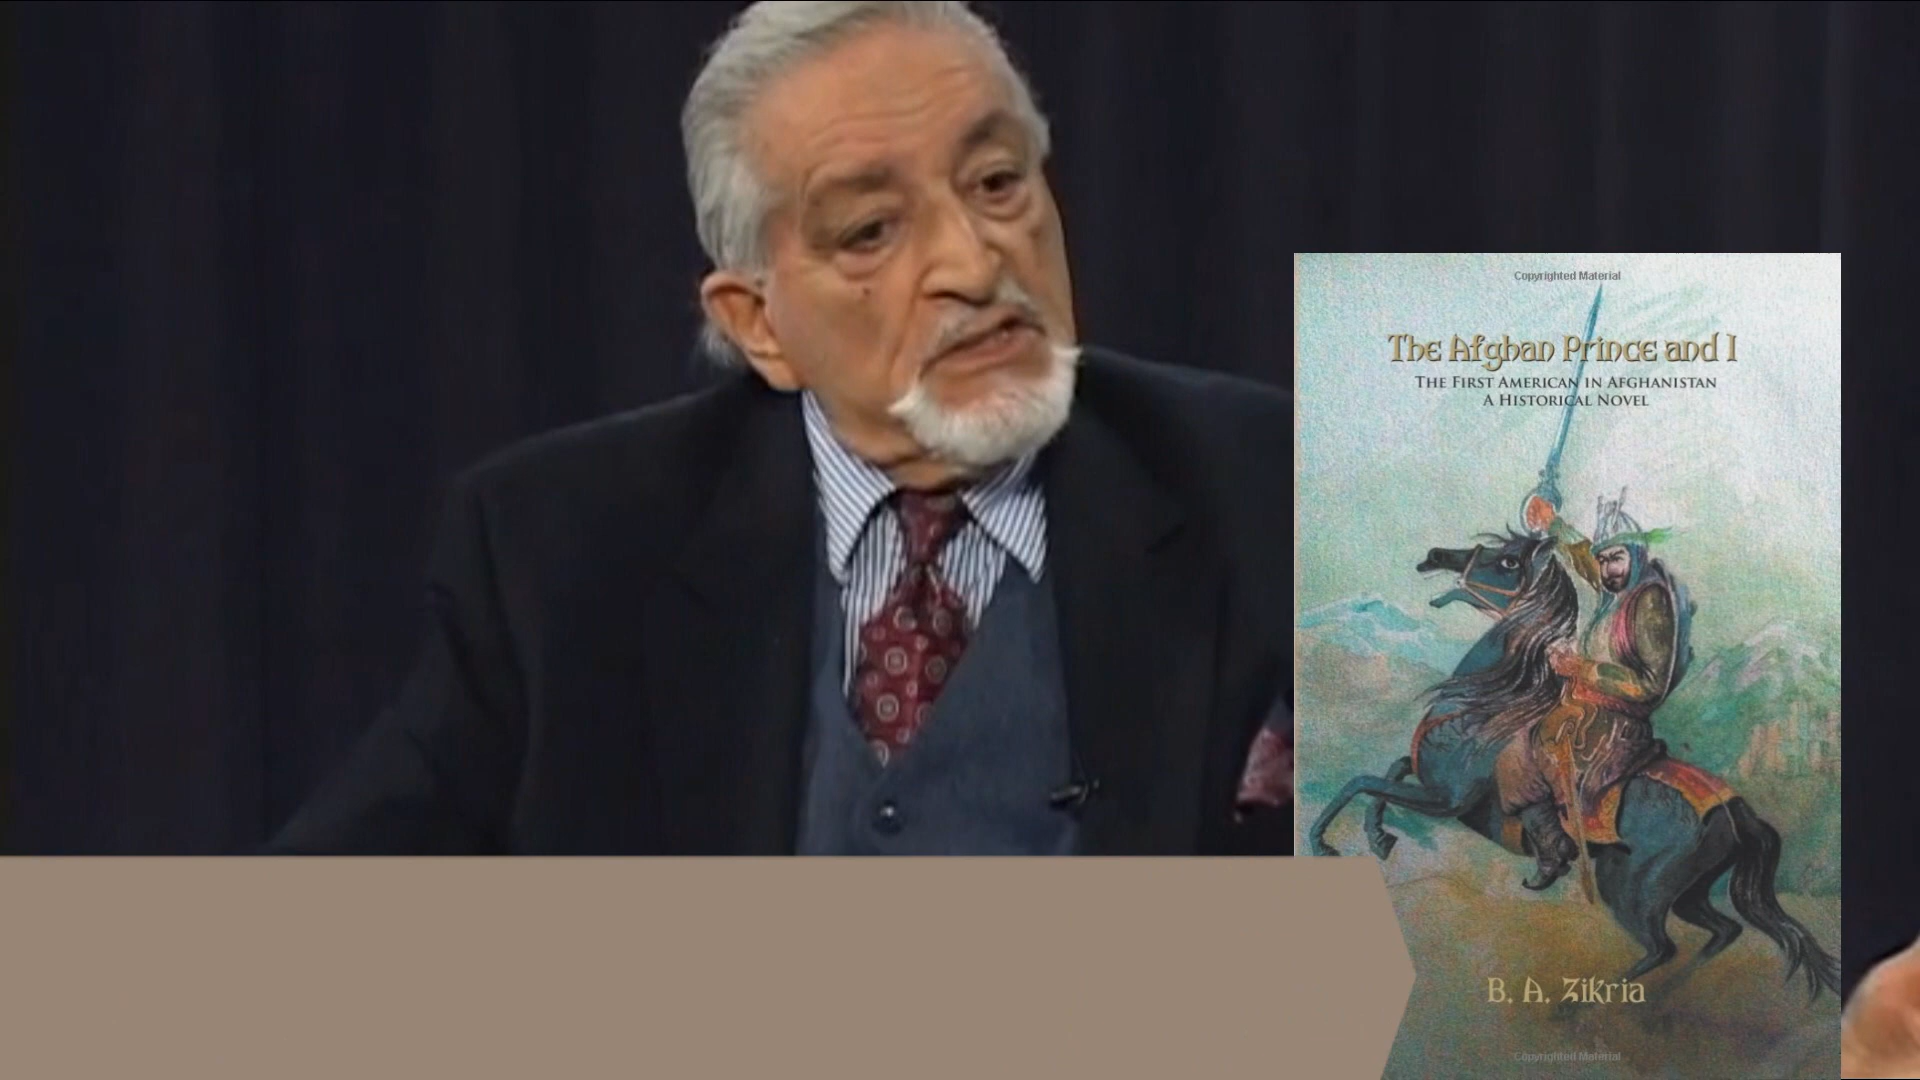 Copyrighted Material
The Afghan Prince and I
The First American in Afghanistan
A Historical Novel
B. A. Zikria
Copyrighted Material